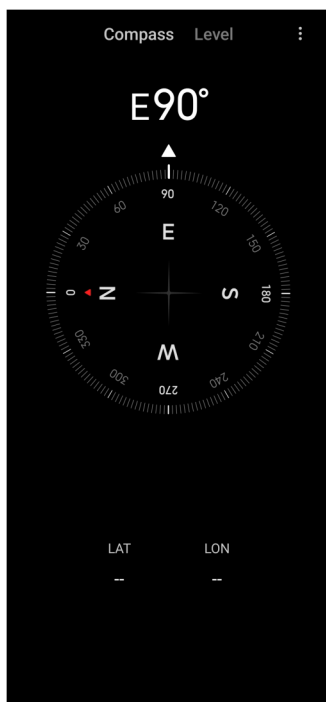 Compass Level
E90°
90
60 120
E
30 150
0 N S 180
330 210
W
300 240
270
LAT LON
-- --